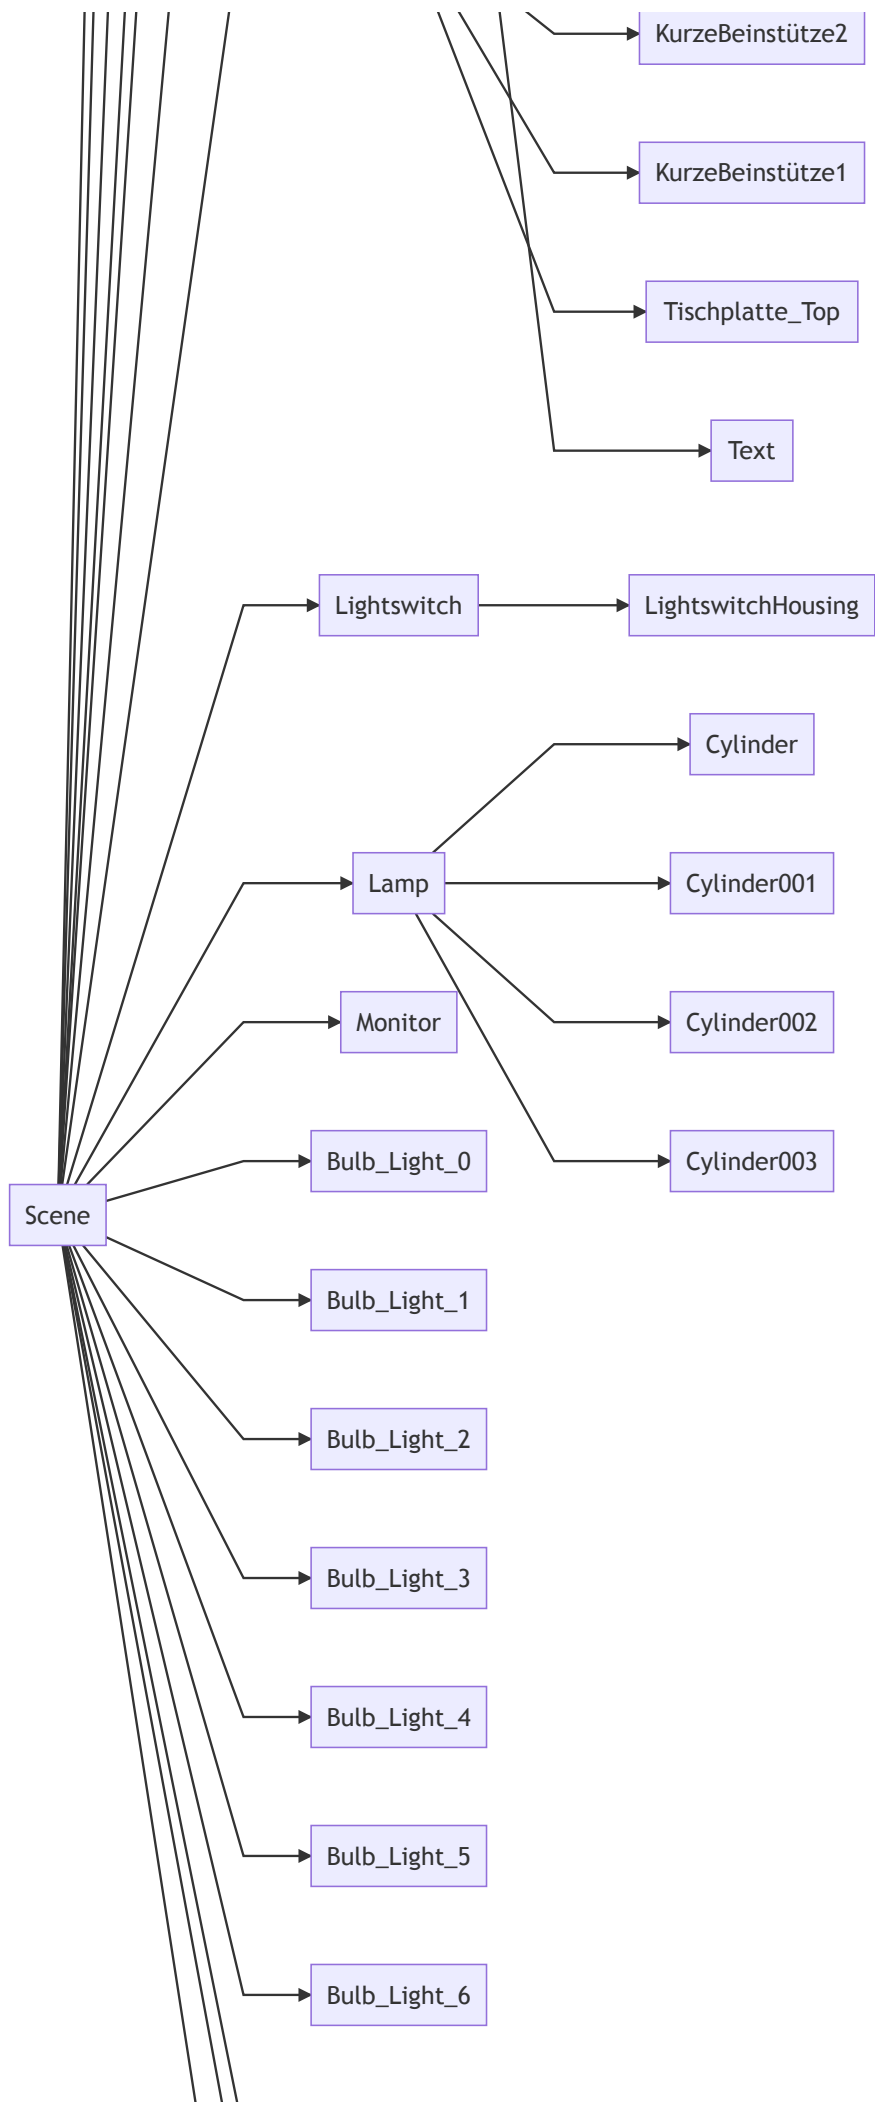 KurzeBeinstütze2
KurzeBeinstütze1
Tischplatte_Top
Text
Lightswitch
LightswitchHousing
Cylinder
Lamp
Cylinder001
Monitor
Cylinder002
Bulb_Light_0
Cylinder003
Scene
Bulb_Light_1
Bulb_Light_2
Bulb_Light_3
Bulb_Light_4
Bulb_Light_5
Bulb_Light_6